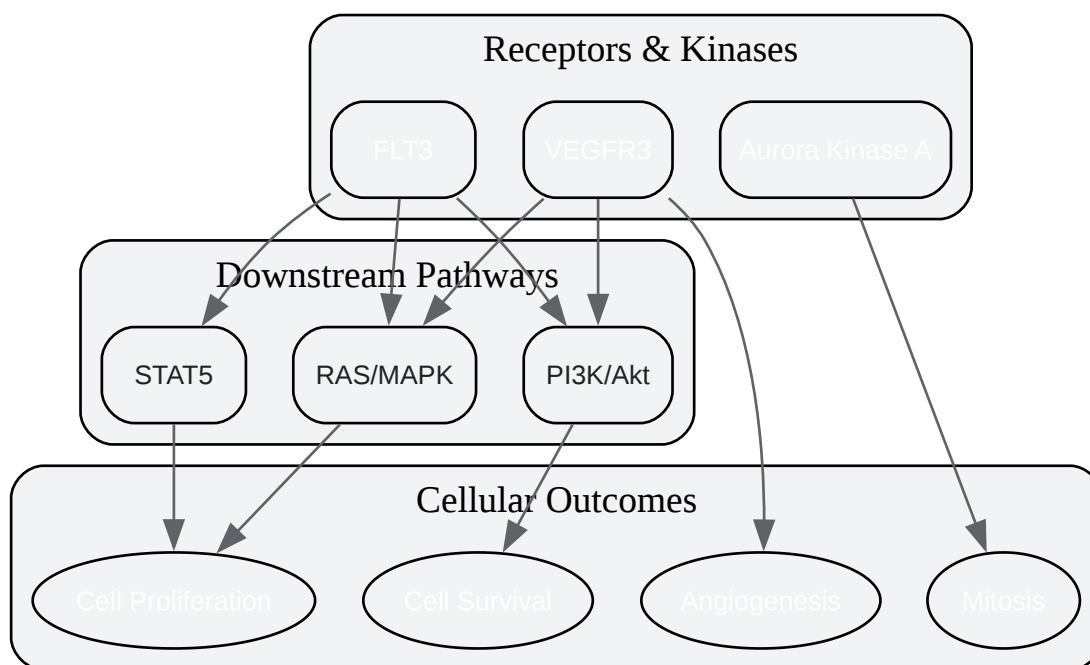 Receptors & Kinases
FLT3
VEGFR3
Aurora Kinase A
Downstream Pathways
STAT5
RAS/MAPK
PI3K/Akt
Cellular Outcomes
Cell Proliferation
Cell Survival
Angiogenesis
Mitosis